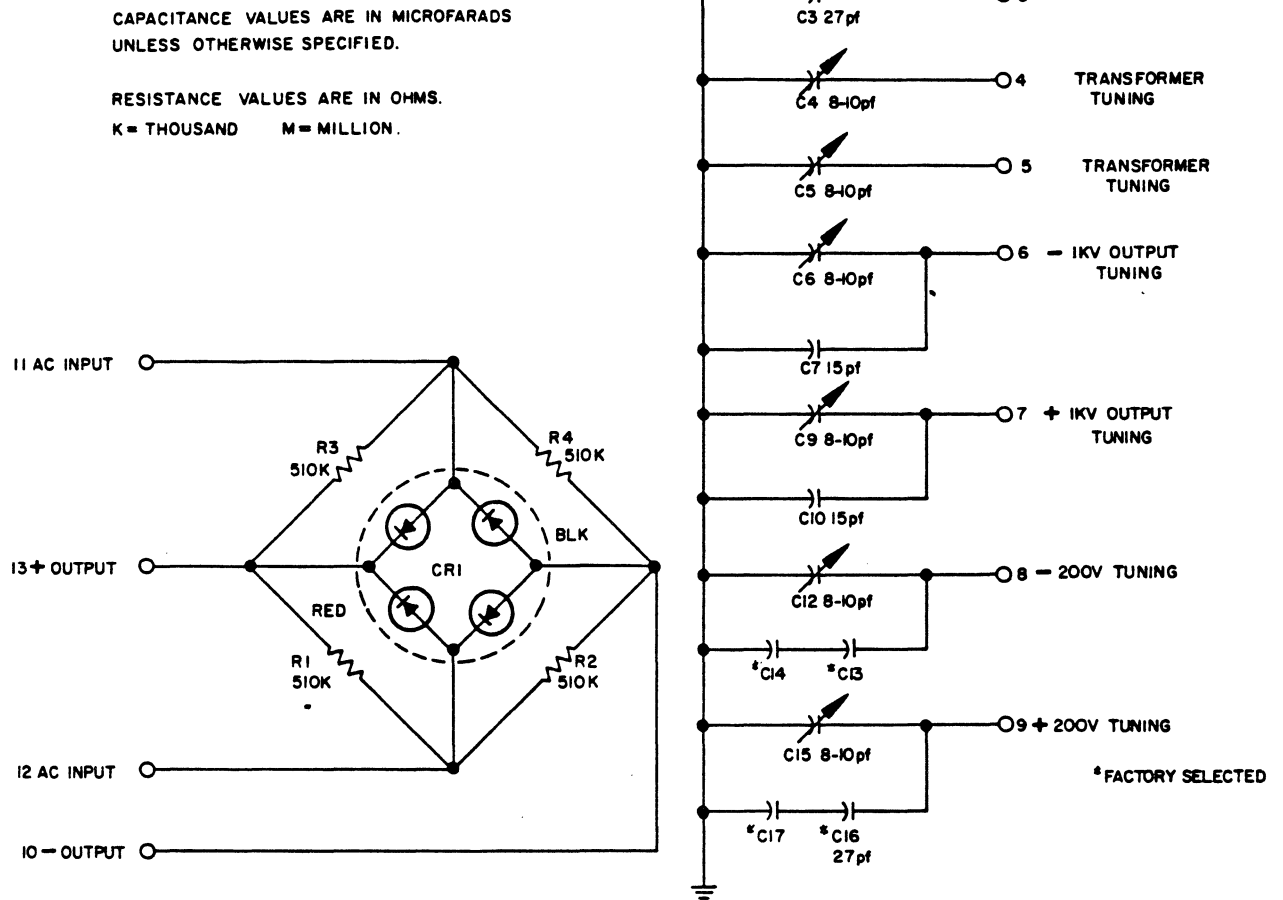 CAPACITANCE VALUES ARE IN MICROFARADS
UNLESS OTHERWISE SPECIFIED.
RESISTANCE VALUES ARE IN OHMS.
K = THOUSAND M = MILLION.
C3 27pf
4 TRANSFORMER
TUNING
C4 8-10pf
5 TRANSFORMER
TUNING
C5 8-10pf
6 - 1KV OUTPUT
TUNING
C6 8-10pf
C7 15pf
7 + 1KV OUTPUT
TUNING
C9 8-10pf
C10 15pf
8 - 200V TUNING
C12 8-10pf
*C14 *C13
9 + 200V TUNING
C15 8-10pf
*FACTORY SELECTED
*C17 *C16
27pf
11 AC INPUT
R3
510K
R4
510K
BLK
13 + OUTPUT
CR1
RED
R1
510K
R2
510K
12 AC INPUT
10 - OUTPUT